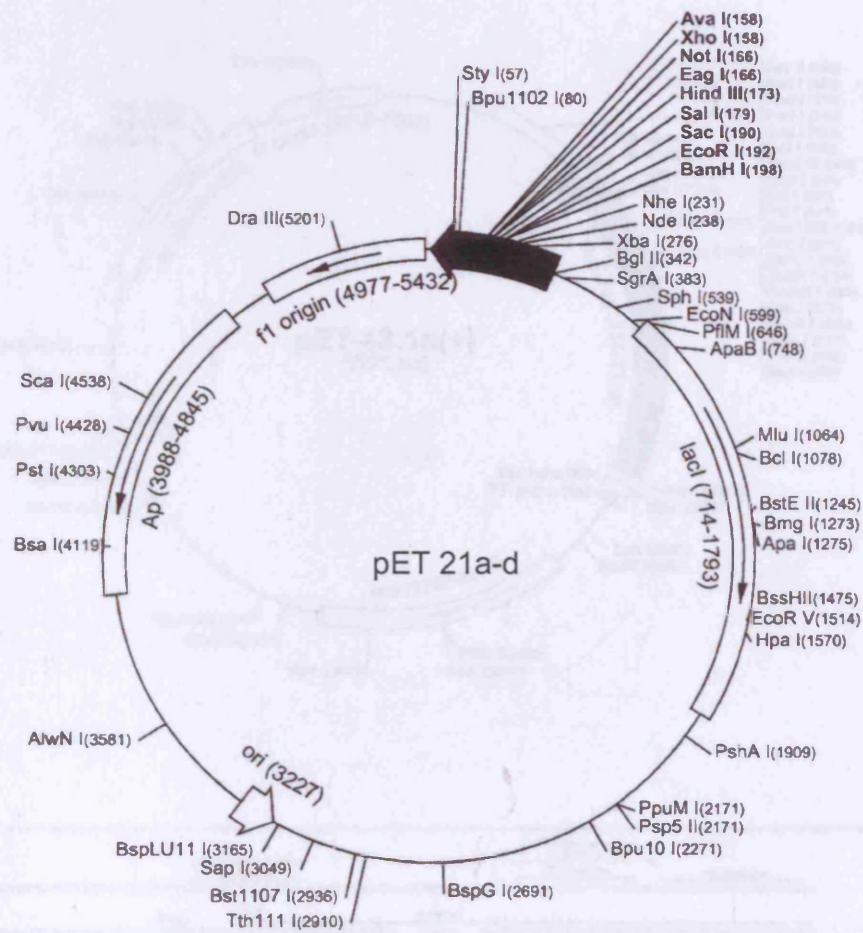 Ava I(158)
Xho I(158)
Not I(166)
Eag I(166)
Hind III(173)
Sal I(179)
Sac I(190)
EcoR I(192)
BamH I(198)
Sty I(57)
Bpu1102 I(80)
Nhe I(231)
Nde I(238)
Xba I(276)
Bgl II(342)
SgrA I(383)
Sph I(539)
EcoN I(599)
PflM I(646)
ApaB I(748)
Dra III(5201)
f1 origin (4977-5432)
Sca I(4538)
Pvu I(4428)
Pst I(4303)
Bsa I(4119)
Ap (3988-4845)
lacI (714-1793)
Mlu I(1064)
Bcl I(1078)
BstE II(1245)
Bmg I(1273)
Apa I(1275)
pET 21a-d
BssHII(1475)
EcoR V(1514)
Hpa I(1570)
AlwN I(3581)
ori (3227)
PshA I(1909)
PpuM I(2171)
Psp5 II(2171)
Bpu10 I(2271)
BspLU11 I(3165)
Sap I(3049)
Bst1107 I(2936)
Tth111 I(2910)
BspG I(2691)